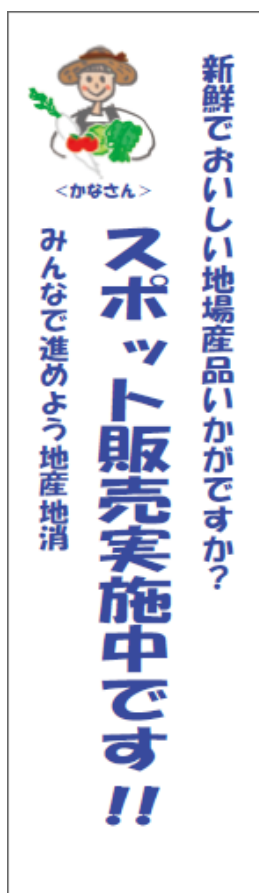 新鮮でおいしい地場産品いかがですか？
スポット販売実施中です!!
みんなで進めよう地産地消
＜かなさん＞